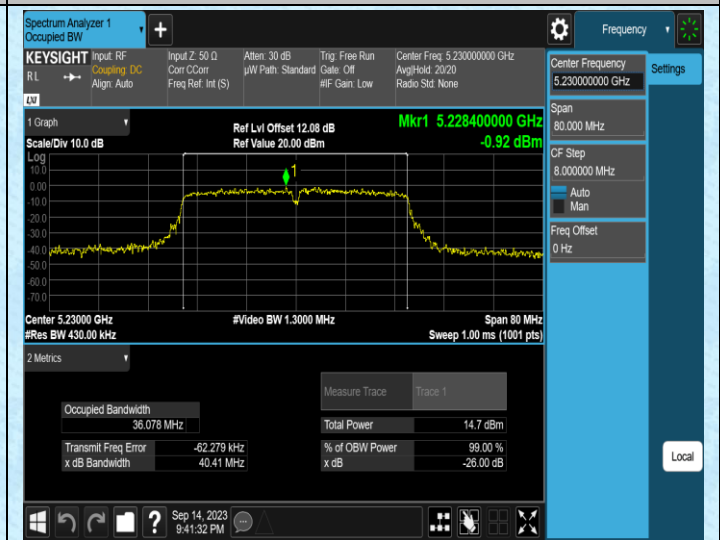 Spectrum Analyzer 1
Occupied BW
Frequency
KEYSIGHT
RL
Input: RF
Coupling: DC
Align: Auto
Input Z: 50 Ω
Corr CCorr
Freq Ref: Int (S)
Atten: 30 dB
µW Path: Standard
Trig: Free Run
Gate: Off
#IF Gain: Low
Center Freq: 5.230000000 GHz
Avg|Hold: 20/20
Radio Std: None
LXI
Center Frequency
5.230000000 GHz
Settings
Span
80.000 MHz
CF Step
8.000000 MHz
Auto
Man
Freq Offset
0 Hz
Local
1 Graph
Scale/Div 10.0 dB
Ref Lvl Offset 12.08 dB
Ref Value 20.00 dBm
Mkr1 5.228400000 GHz
-0.92 dBm
Log
10.0
0.00
-10.0
-20.0
-30.0
-40.0
-50.0
-60.0
-70.0
1
Center 5.23000 GHz
#Res BW 430.00 kHz
#Video BW 1.3000 MHz
Span 80 MHz
Sweep 1.00 ms (1001 pts)
2 Metrics
Measure Trace Trace 1
Occupied Bandwidth
36.078 MHz
Total Power 14.7 dBm
Transmit Freq Error -62.279 kHz
% of OBW Power 99.00 %
x dB Bandwidth 40.41 MHz
x dB -26.00 dB
?
Sep 14, 2023
9:41:32 PM